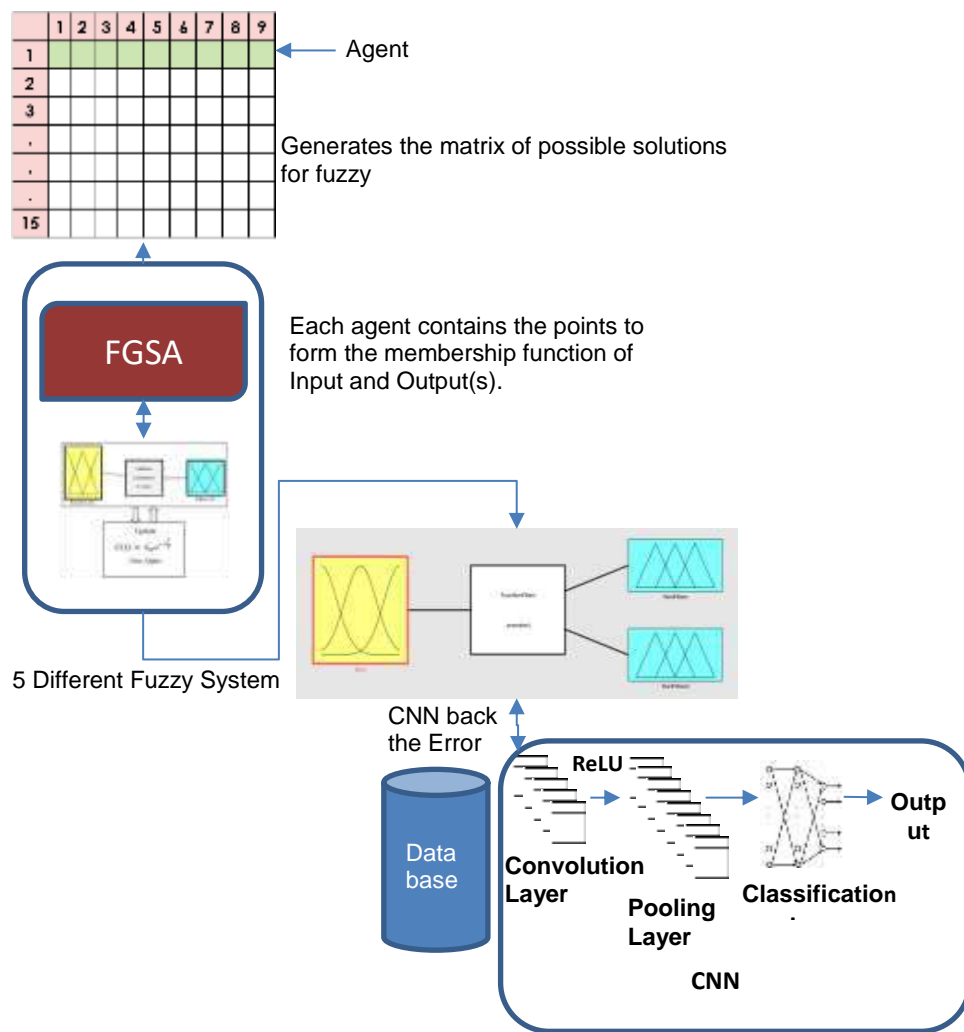 1 2 3 4 5 6 7 8 9
1
Agent
2
3
,
Generates the matrix of possible solutions
,
for fuzzy
.
15
FGSA
Each agent contains the points to
form the membership function of
Input and Output(s).
5 Different Fuzzy System
CNN back
the Error
ReLU
Data
base
Convolution
Layer
Pooling
Layer
Classification
Outp
ut
CNN